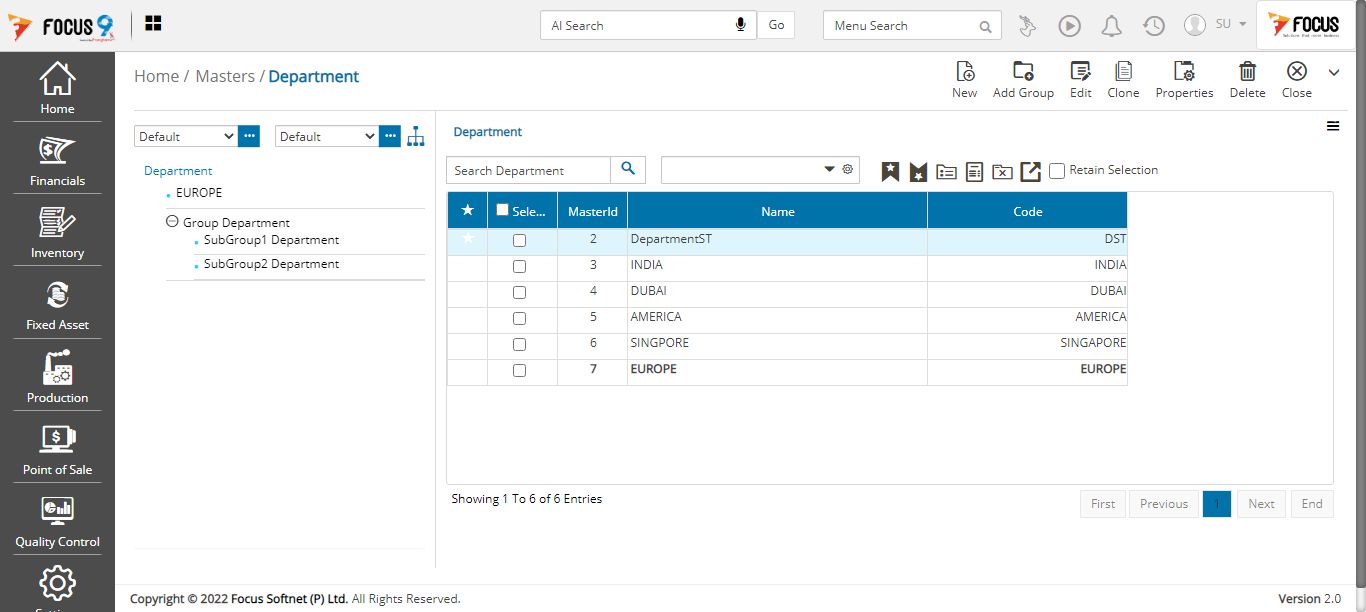 FOCUS 9
AI Search
Go
Menu Search
SU
FOCUS
Home
Financials
Inventory
Fixed Asset
Production
Point of Sale
Quality Control
Home / Masters / Department
New
Add Group
Edit
Clone
Properties
Delete
Close
Default
Default
Department
EUROPE
Group Department
SubGroup1 Department
SubGroup2 Department
Department
Search Department
Retain Selection
Sele... MasterId Name Code
2 DepartmentST DST
3 INDIA INDIA
4 DUBAI DUBAI
5 AMERICA AMERICA
6 SINGPORE SINGAPORE
7 EUROPE EUROPE
Showing 1 To 6 of 6 Entries
First Previous 1 Next End
Copyright © 2022 Focus Softnet (P) Ltd. All Rights Reserved.
Version 2.0